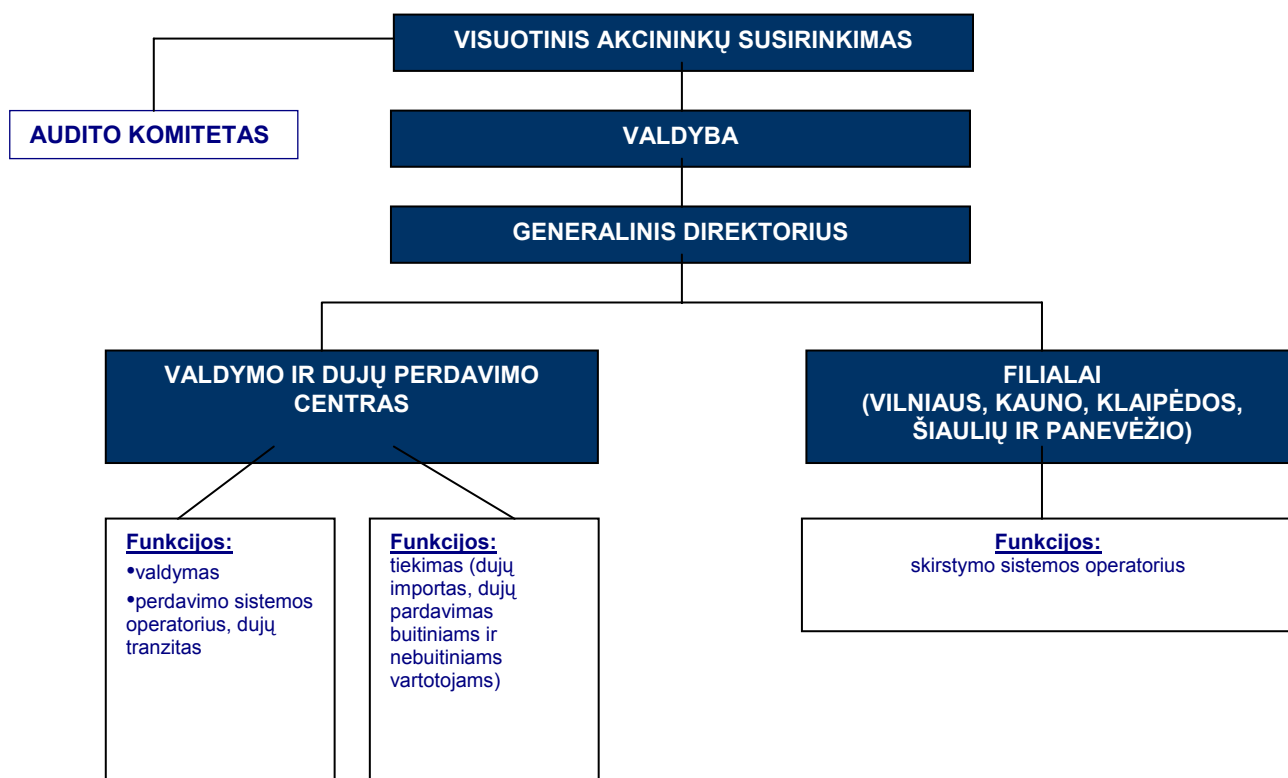 VISUOTINIS AKCININKŲ SUSIRINKIMAS
AUDITO KOMITETAS
VALDYBA
GENERALINIS DIREKTORIUS
VALDYMO IR DUJŲ PERDAVIMO
CENTRAS
FILIALAI
(VILNIAUS, KAUNO, KLAIPĖDOS,
ŠIAULIŲ IR PANEVĖŽIO)
Funkcijos:
•valdymas
•perdavimo sistemos
operatorius, dujų
tranzitas
Funkcijos:
tiekimas (dujų
importas, dujų
pardavimas
buitiniams ir
nebuitiniams
vartotojams)
Funkcijos:
skirstymo sistemos operatorius